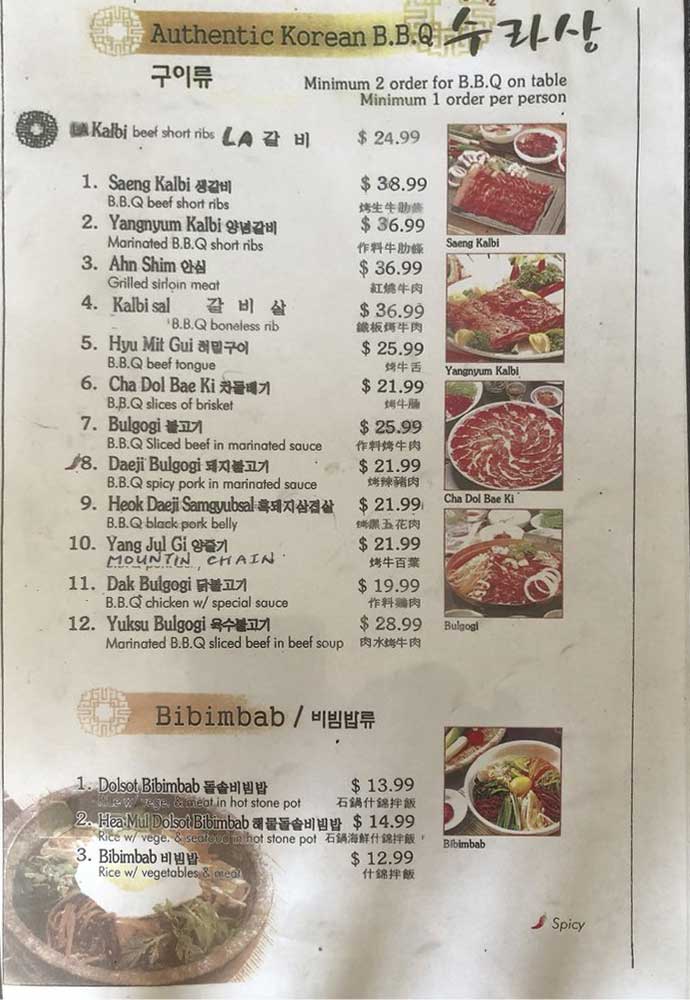 Authentic Korean B.B.Q 수라상
구이류
Minimum 2 order for B.B.Q on table
Minimum 1 order per person
LA Kalbi beef short ribs LA 갈 비 $ 24.99
1. Saeng Kalbi 생갈비 $ 38.99
B.B.Q beef short ribs 烤生牛肋
Saeng Kalbi
2. Yangnyum Kalbi 양념갈비 $ 36.99
Marinated B.B.Q short ribs 作料牛肋條
3. Ahn Shim 안심 $ 36.99
Grilled sirloin meat 紅燒牛肉
4. Kalbi sal 갈 비 살 $ 36.99
B.B.Q boneless rib 鐵板烤牛肉
5. Hyu Mit Gui 혀밑구이 $ 25.99
B.B.Q beef tongue 烤牛舌
Yangnyum Kalbi
6. Cha Dol Bae Ki 차돌배기 $ 21.99
B.B.Q slices of brisket 烤牛腩
7. Bulgogi 불고기 $ 25.99
B.B.Q Sliced beef in marinated sauce 作料烤牛肉
8. Daeji Bulgogi 돼지불고기 $ 21.99
B.B.Q spicy pork in marinated sauce 烤辣豬肉
9. Heok Daeji Samgyubsal 흑돼지삼겹살 $ 21.99
B.B.Q black pork belly 烤黑五花肉
Cha Dol Bae Ki
10. Yang Jul Gi 양줄기 $ 21.99
MOUNTIN CHAIN 烤牛百葉
11. Dak Bulgogi 닭불고기 $ 19.99
B.B.Q chicken w/ special sauce 作料鷄肉
12. Yuksu Bulgogi 육수불고기 $ 28.99
Bulgogi
Marinated B.B.Q sliced beef in beef soup 肉水烤牛肉
Bibimbab / 비빔밥류
1. Dolsot Bibimbab 돌솥비빔밥 $ 13.99
Rice w/ vege. & meat in hot stone pot 石鍋什錦拌飯
2. Hea Mul Dolsot Bibimbab 해물돌솥비빔밥 $ 14.99
Rice w/ vege. & seafood in hot stone pot 石鍋海鮮什錦拌飯
Bibimbab
3. Bibimbab 비빔밥 $ 12.99
Rice w/ vegetables & meat 什錦拌飯
Spicy